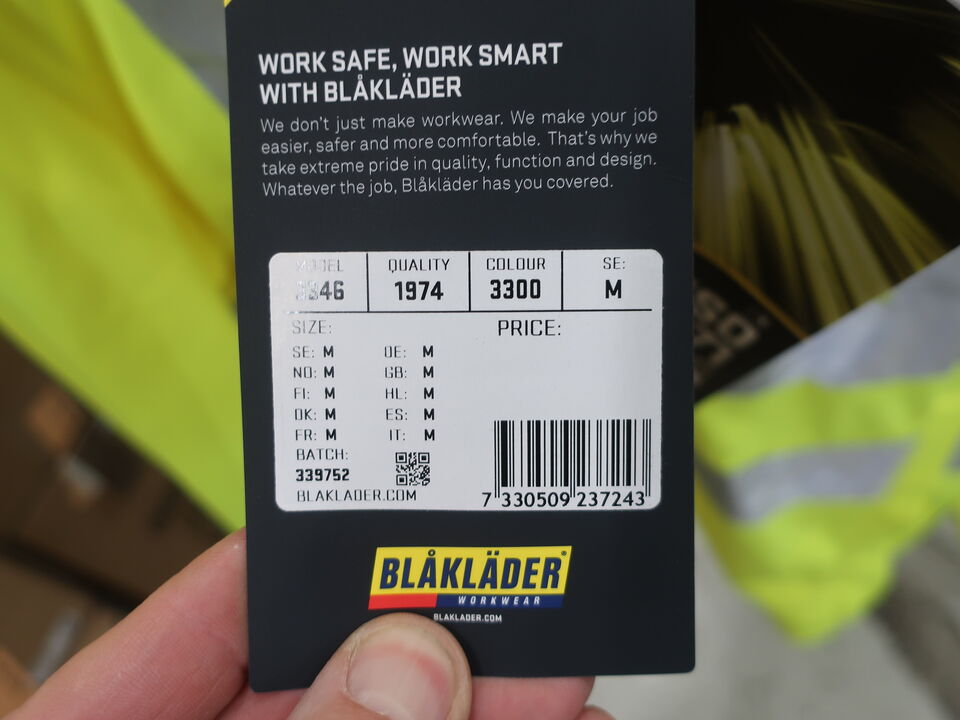 WORK SAFE, WORK SMART
WITH BLÅKLÄDER
We don't just make workwear. We make your job
easier, safer and more comfortable. That's why we
take extreme pride in quality, function and design.
Whatever the job, Blåkläder has you covered.
MODEL QUALITY COLOUR SE:
1974 3300 M
SIZE: PRICE:
SE: M DE: M
NO: M GB: M
FI: M NL: M
DK: M ES: M
FR: M IT: M
BATCH:
339752
BLAKLADER.COM
7 330509 237243
BLÅKLÄDER®
WORKWEAR
BLAKLADER.COM